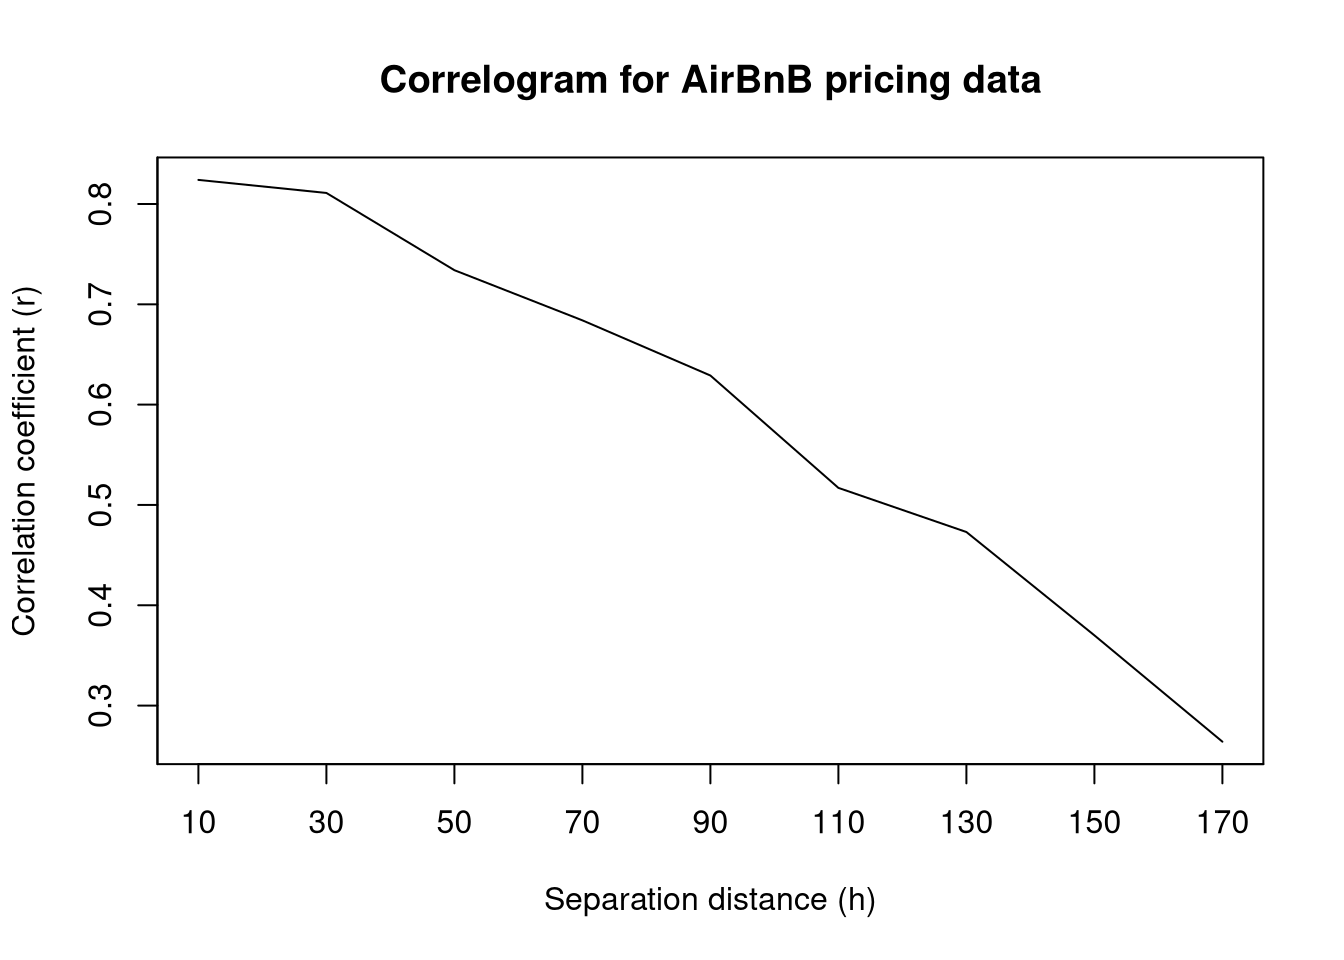 Correlogram for AirBnB pricing data
Correlation coefficient (r)
0.8
0.7
0.6
0.5
0.4
0.3
10 30 50 70 90 110 130 150 170
Separation distance (h)